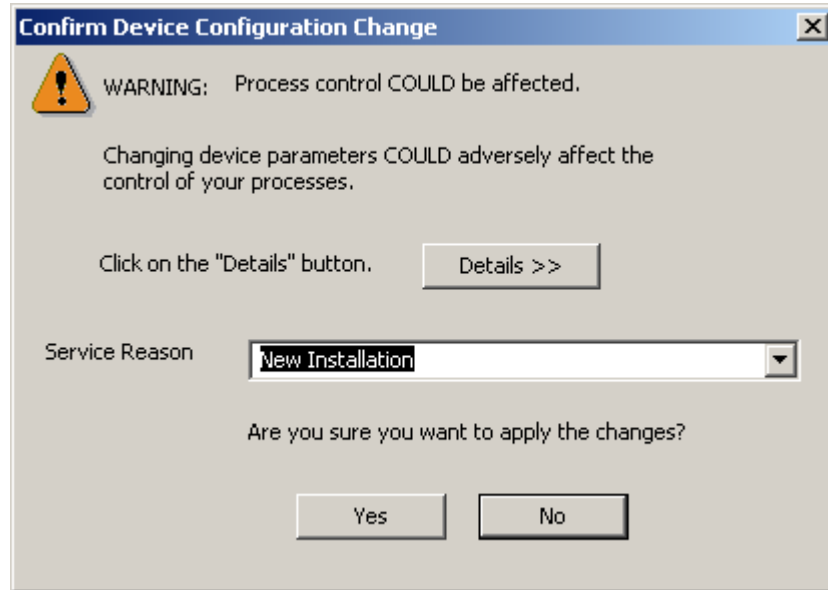 Confirm Device Configuration Change
WARNING: Process control COULD be affected.
Changing device parameters COULD adversely affect the
control of your processes.
Click on the "Details" button. Details >>
Service Reason New Installation
Are you sure you want to apply the changes?
Yes No